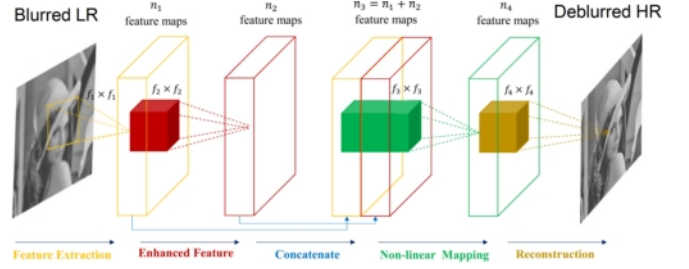 Blurred LR
n₁
feature maps
n₂
feature maps
n₃ = n₁ + n₂
feature maps
n₄
feature maps
Deblurred HR
f₁ × f₁
f₂ × f₂
f₃ × f₃
f₄ × f₄
Feature Extraction
Enhanced Feature
Concatenate
Non-linear Mapping
Reconstruction